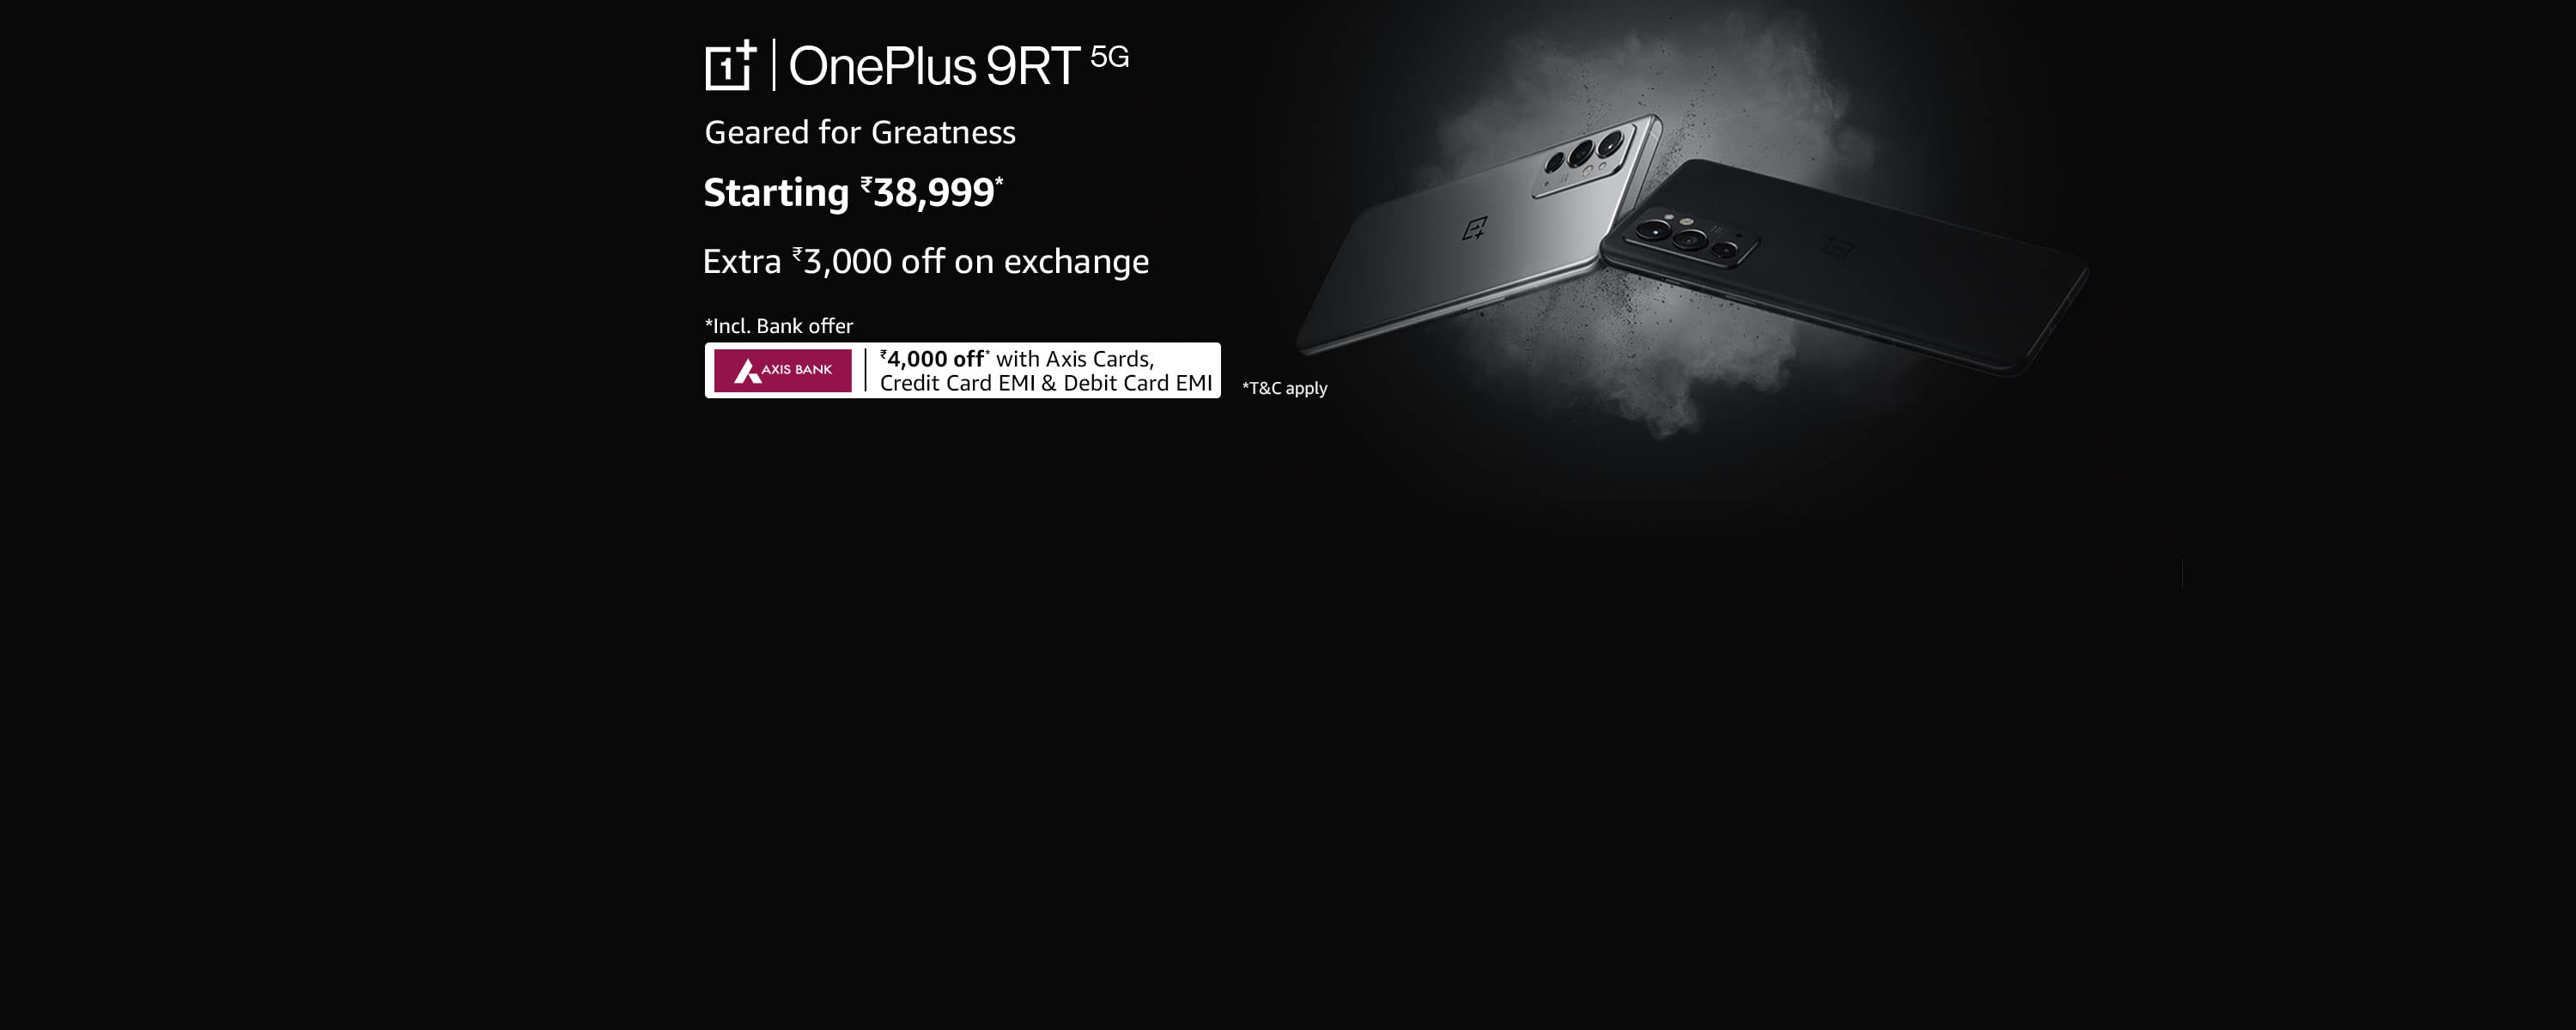 1+ | OnePlus 9RT 5G
Geared for Greatness
Starting ₹38,999*
Extra ₹3,000 off on exchange
*Incl. Bank offer
AXIS BANK
₹4,000 off* with Axis Cards,
Credit Card EMI & Debit Card EMI
*T&C apply